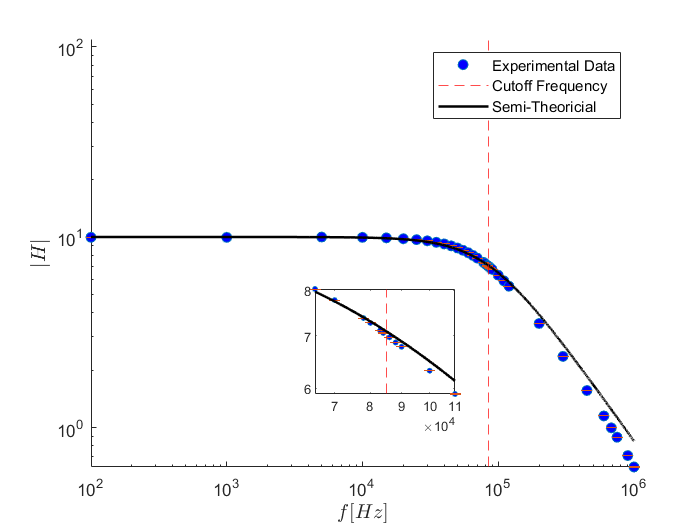 10^2
Experimental Data
Cutoff Frequency
Semi-Theoricial
10^1
|H|
8
7
6
7 8 9 10 11
×10^4
10^0
10^2 10^3 10^4 10^5 10^6
f[Hz]